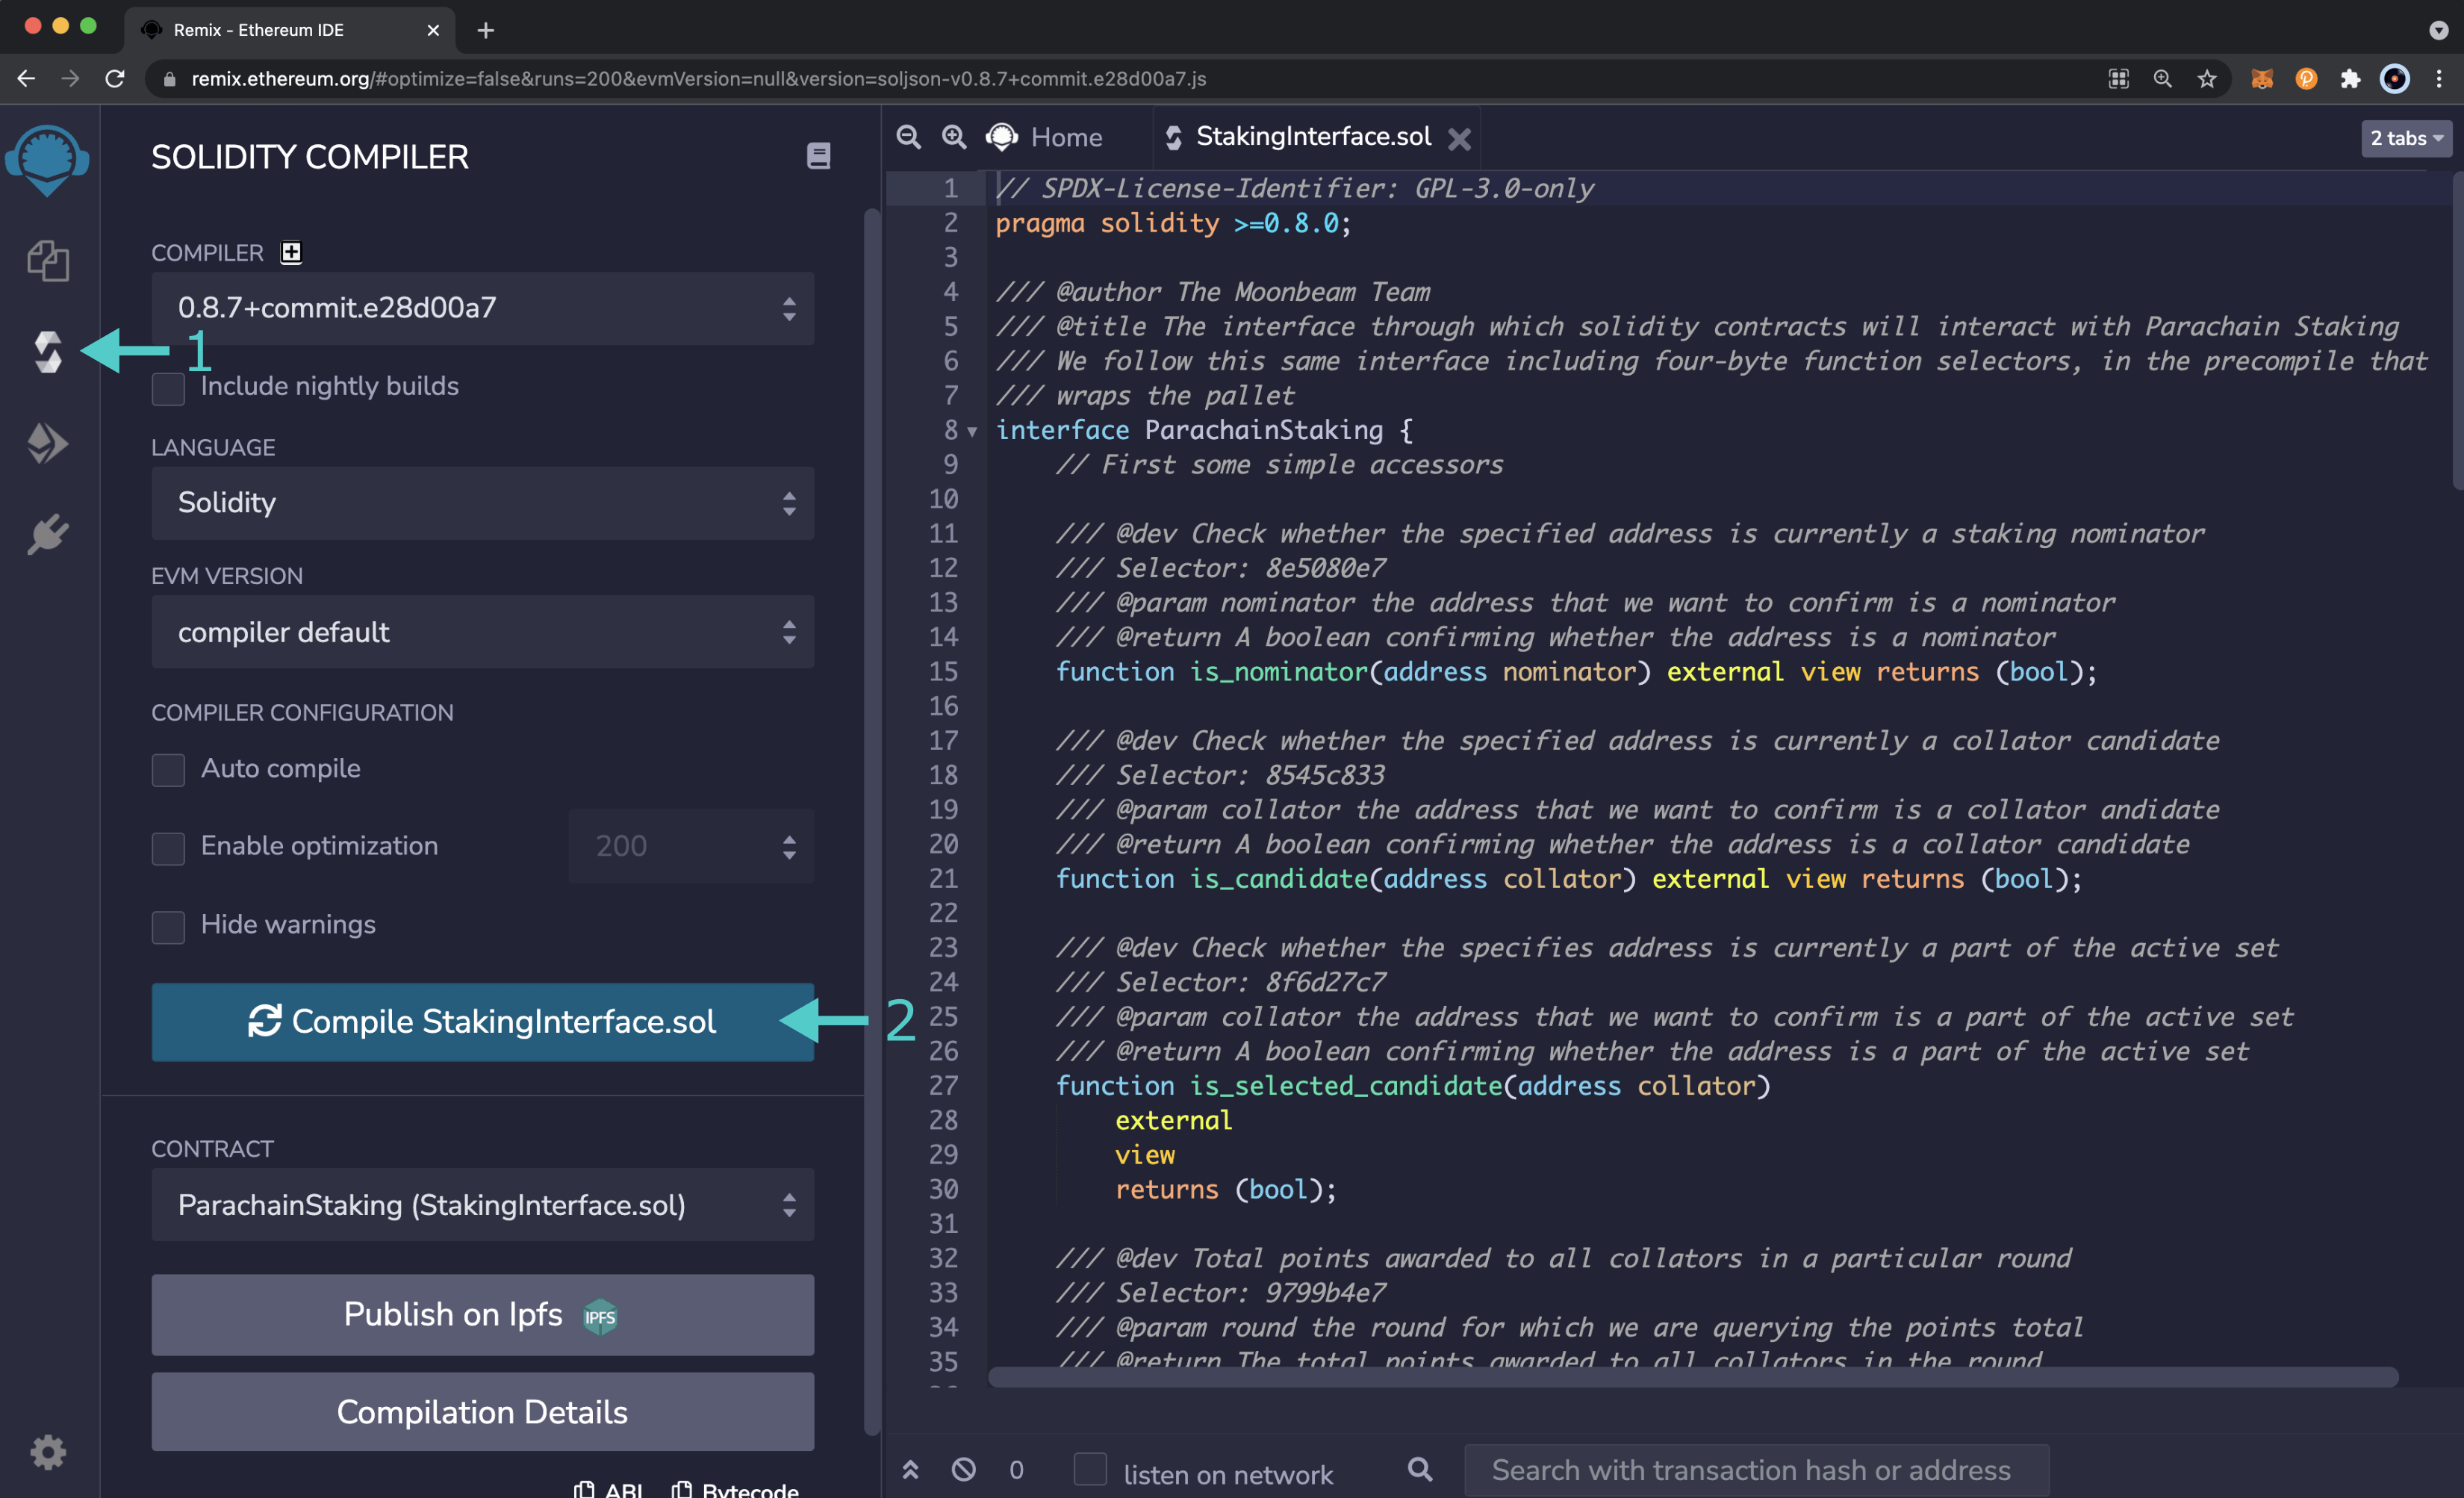 Remix - Ethereum IDE
remix.ethereum.org/#optimize=false&runs=200&evmVersion=null&version=soljson-v0.8.7+commit.e28d00a7.js
SOLIDITY COMPILER
COMPILER
0.8.7+commit.e28d00a7
1
Include nightly builds
LANGUAGE
Solidity
EVM VERSION
compiler default
COMPILER CONFIGURATION
Auto compile
Enable optimization
200
Hide warnings
Compile StakingInterface.sol
2
CONTRACT
ParachainStaking (StakingInterface.sol)
Publish on Ipfs IPFS
Compilation Details
ABI Bytecode
Home
StakingInterface.sol
2 tabs
1 // SPDX-License-Identifier: GPL-3.0-only
2 pragma solidity >=0.8.0;
3
4 /// @author The Moonbeam Team
5 /// @title The interface through which solidity contracts will interact with Parachain Staking
6 /// We follow this same interface including four-byte function selectors, in the precompile that
7 /// wraps the pallet
8 interface ParachainStaking {
9 // First some simple accessors
10
11 /// @dev Check whether the specified address is currently a staking nominator
12 /// Selector: 8e5080e7
13 /// @param nominator the address that we want to confirm is a nominator
14 /// @return A boolean confirming whether the address is a nominator
15 function is_nominator(address nominator) external view returns (bool);
16
17 /// @dev Check whether the specified address is currently a collator candidate
18 /// Selector: 8545c833
19 /// @param collator the address that we want to confirm is a collator andidate
20 /// @return A boolean confirming whether the address is a collator candidate
21 function is_candidate(address collator) external view returns (bool);
22
23 /// @dev Check whether the specifies address is currently a part of the active set
24 /// Selector: 8f6d27c7
25 /// @param collator the address that we want to confirm is a part of the active set
26 /// @return A boolean confirming whether the address is a part of the active set
27 function is_selected_candidate(address collator)
28 external
29 view
30 returns (bool);
31
32 /// @dev Total points awarded to all collators in a particular round
33 /// Selector: 9799b4e7
34 /// @param round the round for which we are querying the points total
35 /// @return The total points awarded to all collators in the round
0
listen on network
Search with transaction hash or address